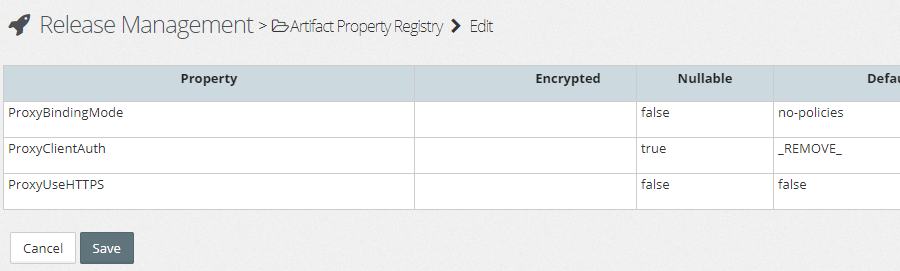 Release Management > Artifact Property Registry > Edit
Property Encrypted Nullable Defau
ProxyBindingMode false no-policies
ProxyClientAuth true _REMOVE_
ProxyUseHTTPS false false
Cancel Save